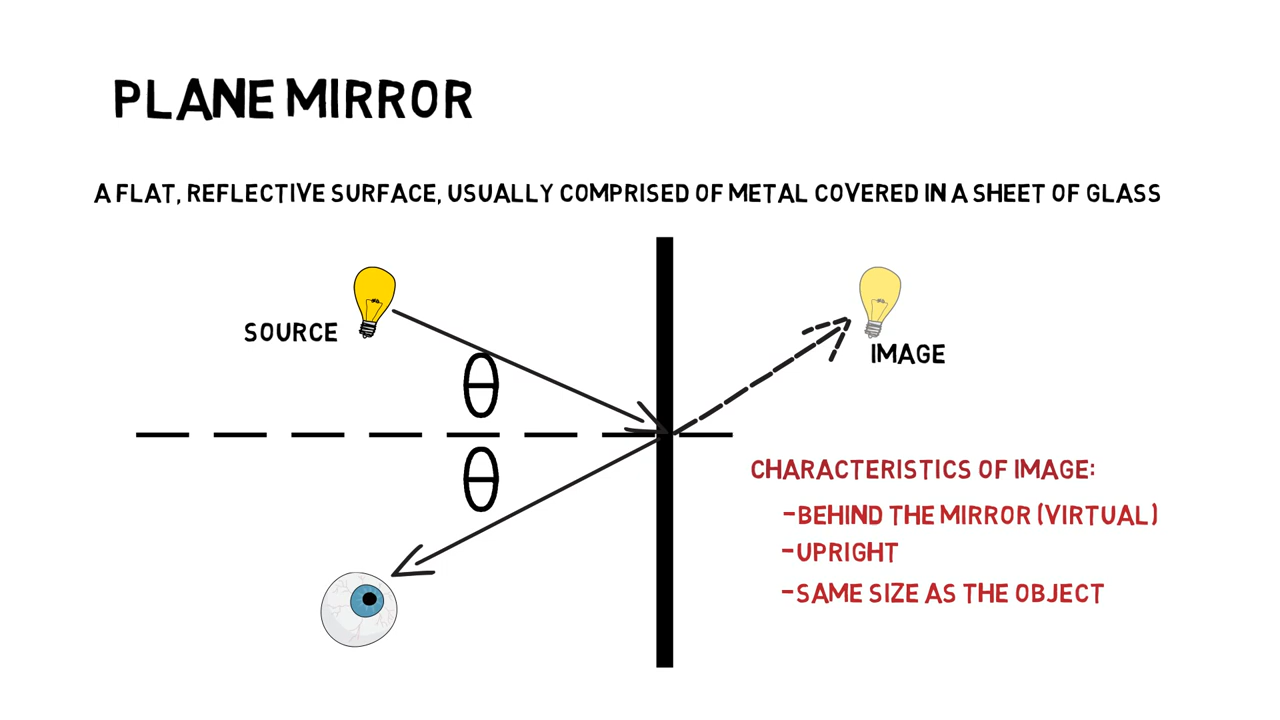 PLANE MIRROR
A FLAT, REFLECTIVE SURFACE, USUALLY COMPRISED OF METAL COVERED IN A SHEET OF GLASS
SOURCE
IMAGE
θ
θ
CHARACTERISTICS OF IMAGE:
-BEHIND THE MIRROR (VIRTUAL)
-UPRIGHT
-SAME SIZE AS THE OBJECT